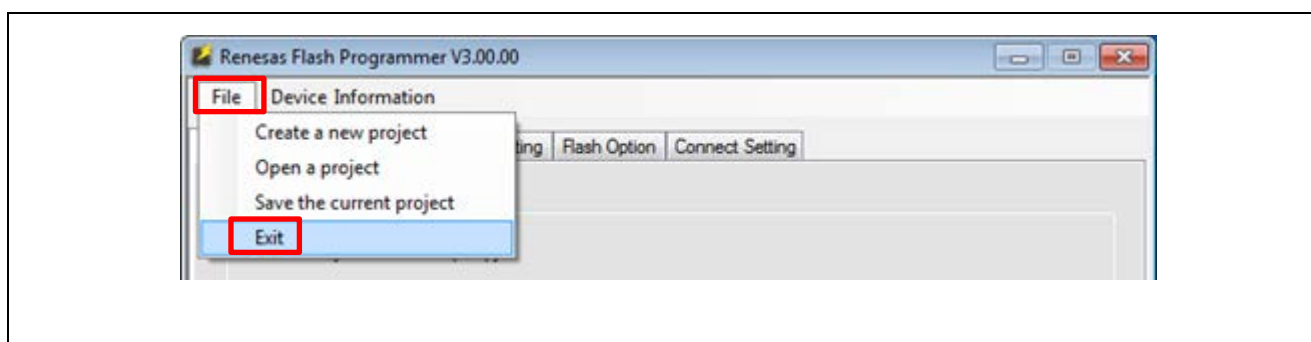 Renesas Flash Programmer V3.00.00
File Device Information
Create a new project
ting Flash Option Connect Setting
Open a project
Save the current project
Exit